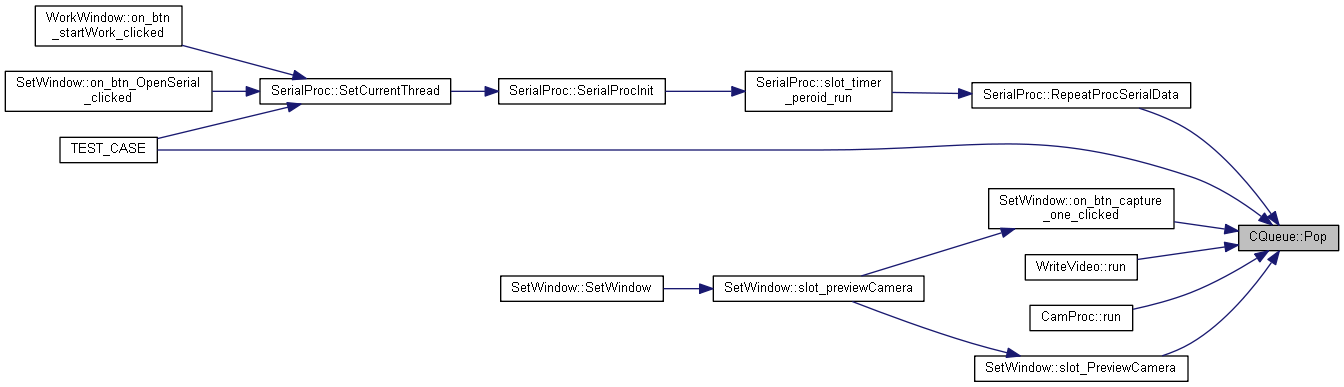 WorkWindow::on_btn
_startWork_clicked
SetWindow::on_btn_OpenSerial
_clicked
SerialProc::SetCurrentThread
SerialProc::SerialProcInit
SerialProc::slot_timer
_peroid_run
SerialProc::RepeatProcSerialData
TEST_CASE
SetWindow::on_btn_capture
_one_clicked
CQueue::Pop
WriteVideo::run
SetWindow::SetWindow
SetWindow::slot_previewCamera
CamProc::run
SetWindow::slot_PreviewCamera